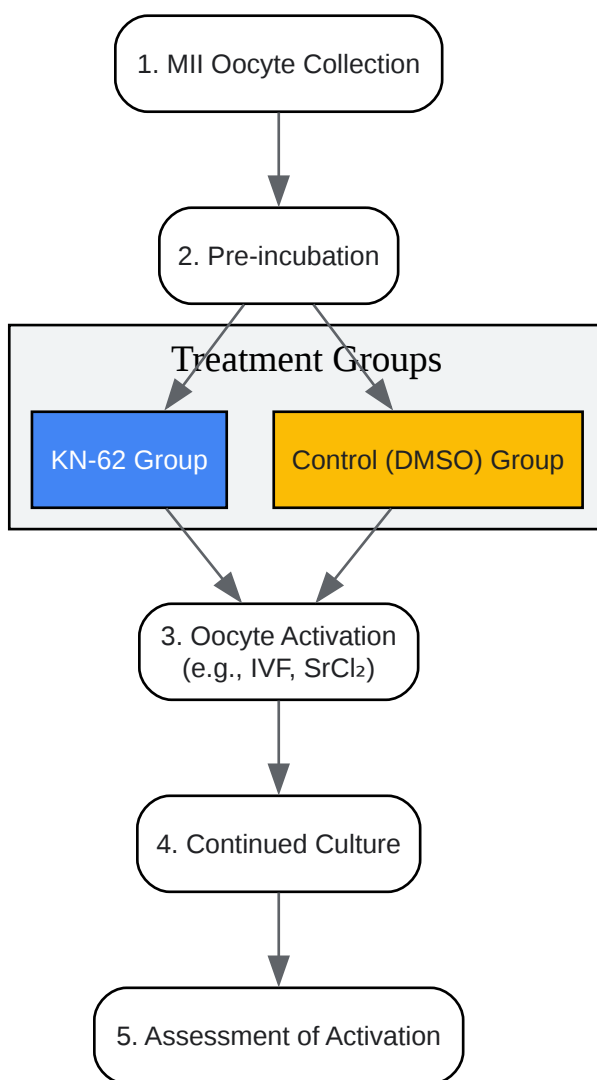 1. MII Oocyte Collection
2. Pre-incubation
Treatment Groups
KN-62 Group
Control (DMSO) Group
3. Oocyte Activation
(e.g., IVF, SrCl₂)
4. Continued Culture
5. Assessment of Activation